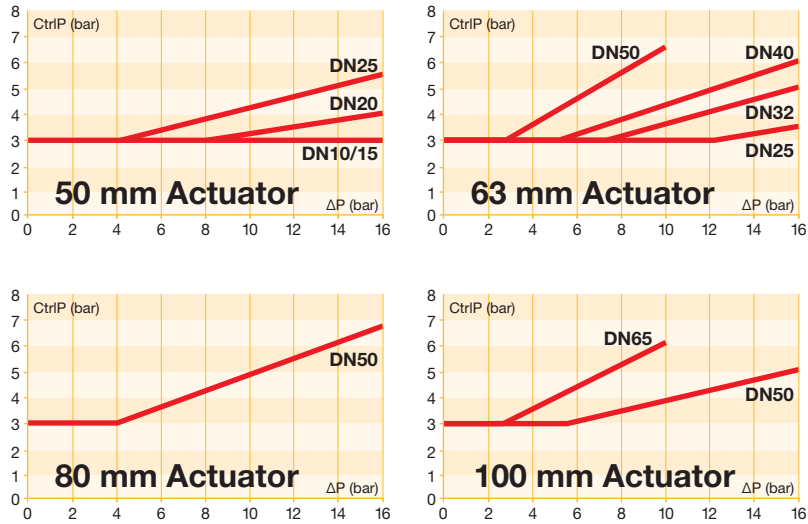 8
CtrlP (bar)
7
6
5
4
3
2
1
0
DN25
DN20
DN10/15
50 mm Actuator
ΔP (bar)
0 2 4 6 8 10 12 14 16
8
CtrlP (bar)
7
6
5
4
3
2
1
0
DN50
DN40
DN32
DN25
63 mm Actuator
ΔP (bar)
0 2 4 6 8 10 12 14 16
8
CtrlP (bar)
7
6
5
4
3
2
1
0
DN50
80 mm Actuator
ΔP (bar)
0 2 4 6 8 10 12 14 16
8
CtrlP (bar)
7
6
5
4
3
2
1
0
DN65
DN50
100 mm Actuator
ΔP (bar)
0 2 4 6 8 10 12 14 16